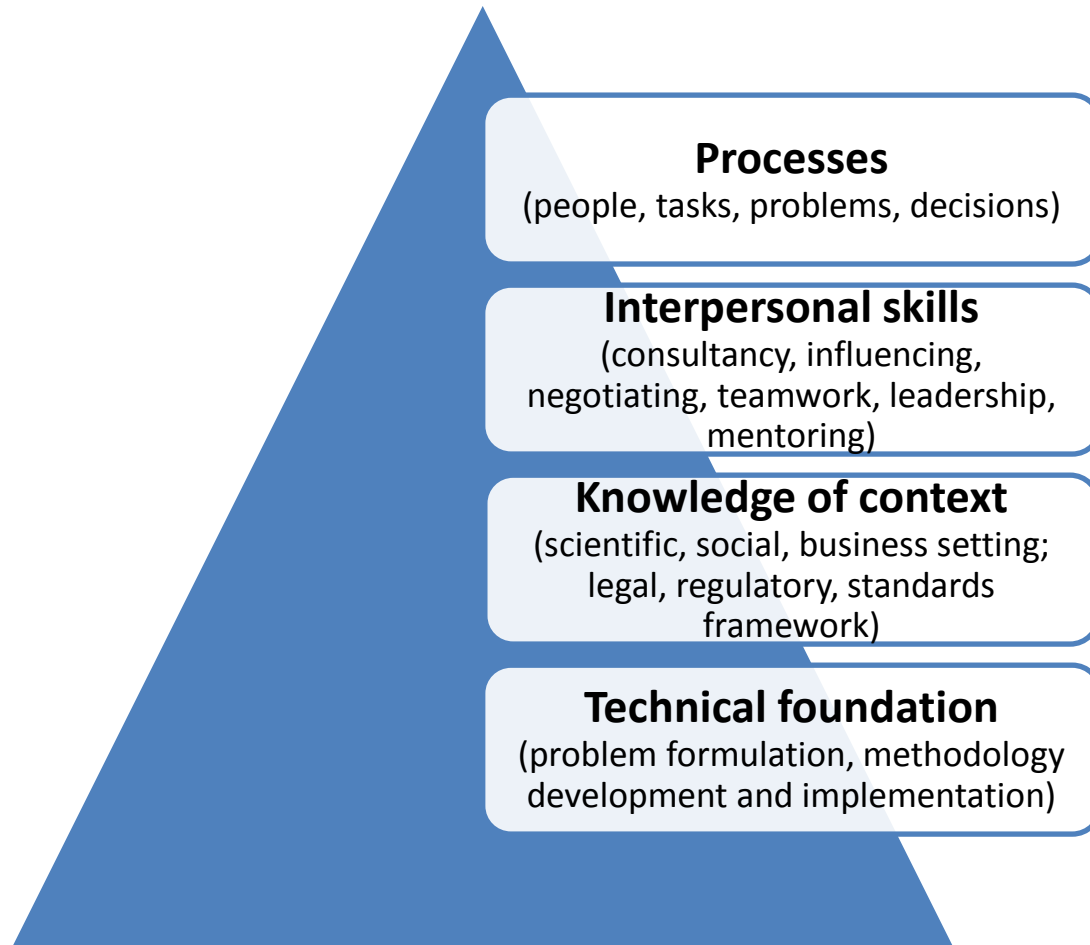 Processes
(people, tasks, problems, decisions)
Interpersonal skills
(consultancy, influencing,
negotiating, teamwork, leadership,
mentoring)
Knowledge of context
(scientific, social, business setting;
legal, regulatory, standards
framework)
Technical foundation
(problem formulation, methodology
development and implementation)